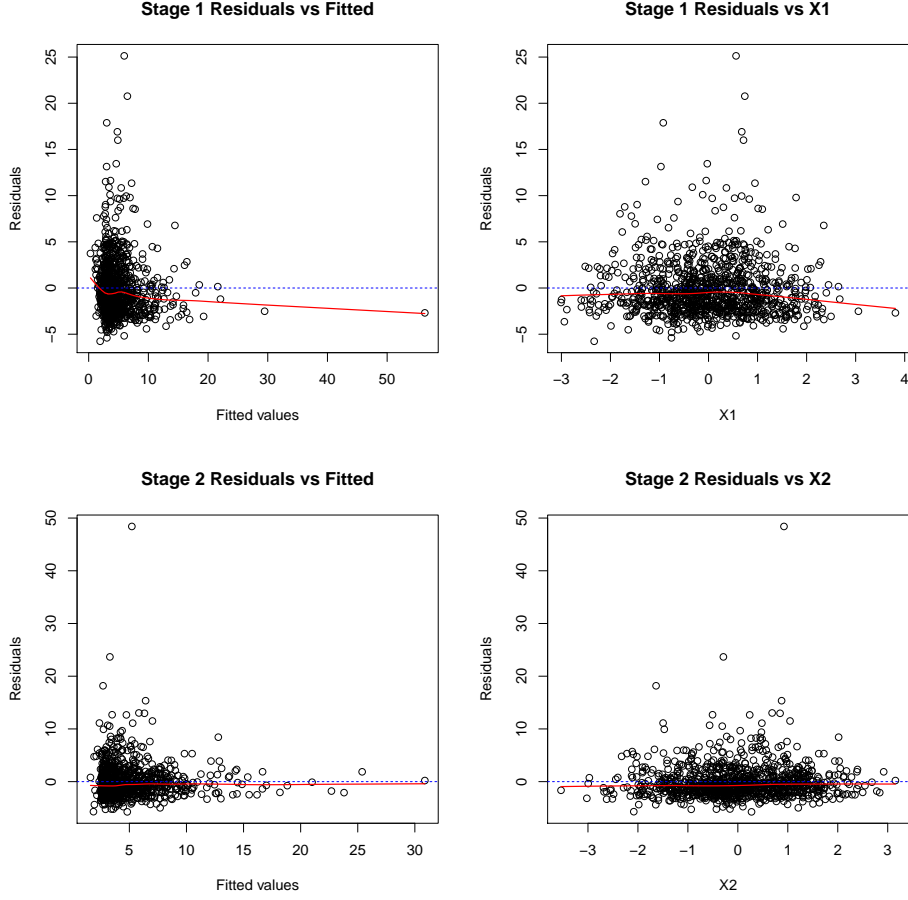 Stage 1 Residuals vs Fitted
Residuals
25
20
15
10
5
0
−5
0 10 20 30 40 50
Fitted values
Stage 1 Residuals vs X1
Residuals
25
20
15
10
5
0
−5
−3 −2 −1 0 1 2 3 4
X1
Stage 2 Residuals vs Fitted
Residuals
50
40
30
20
10
0
5 10 15 20 25 30
Fitted values
Stage 2 Residuals vs X2
Residuals
50
40
30
20
10
0
−3 −2 −1 0 1 2 3
X2